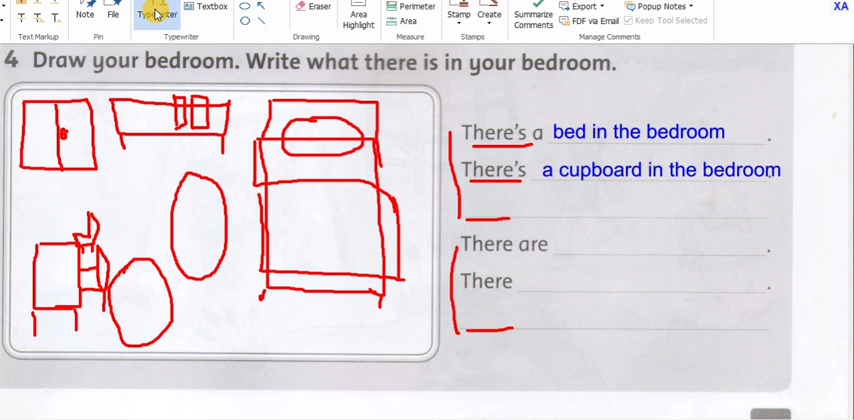 Note File Typewriter Textbox Eraser Area Highlight Perimeter Area Stamp Create Summarize Comments Export FDF via Email Popup Notes Keep Tool Selected XA
Text Markup Pin Typewriter Drawing Measure Stamps Manage Comments
4 Draw your bedroom. Write what there is in your bedroom.
There's a bed in the bedroom .
There's a cupboard in the bedroom .
There are .
There .